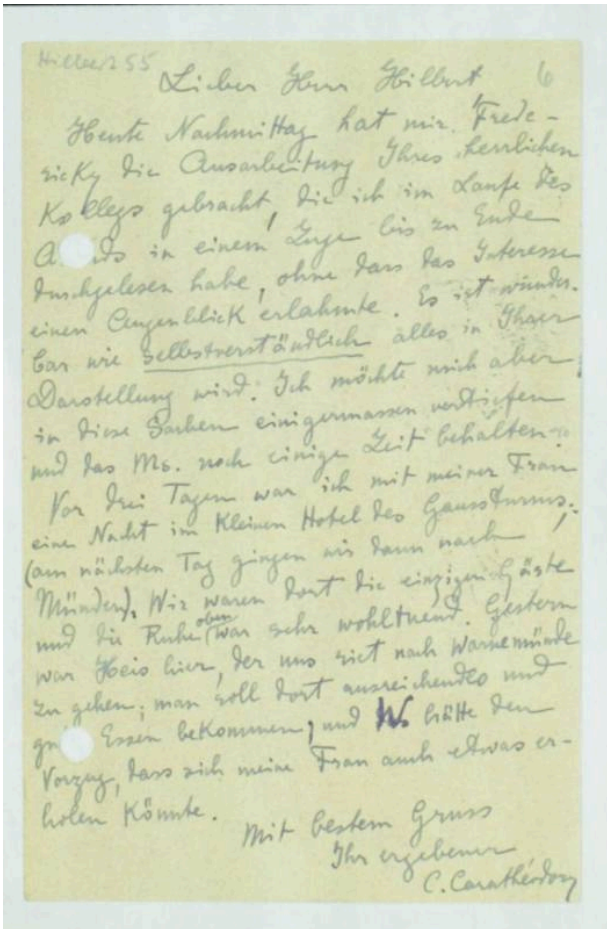 Hilbert 55
6
Lieber Herr Hilbert
Heute Nachmittag hat mir Frede-
ricky die Ausarbeitung Ihres herrlichen
Kollegs gebracht, die ich im Laufe des
A ds in einem Zuge bis zu Ende
durchgelesen habe, ohne dass das Interesse
einen Augenblick erlahmte. Es ist wunder-
bar wie selbstverständlich alles in Ihrer
Darstellung wird. Ich möchte mich aber
in diese Sachen einigermassen vertiefen
und das Ms. noch einige Zeit behalten.
Vor drei Tagen war ich mit meiner Frau
eine Nacht im Kleinen Hotel des Gaussturms;
(am nächsten Tag gingen wir dann nach
Münden). Wir waren dort die einzigen Gäste
und die Ruhe oben war sehr wohltuend. Gestern
war hier, der uns riet nach Warnemünde
zu gehen; man soll dort ausreichendes und
gu Essen bekommen, und hätte den
Vorzug, dass sich meine Frau auch etwas er-
holen könnte.
Mit bestem Gruss
Ihr ergebener
C. Carathéodory